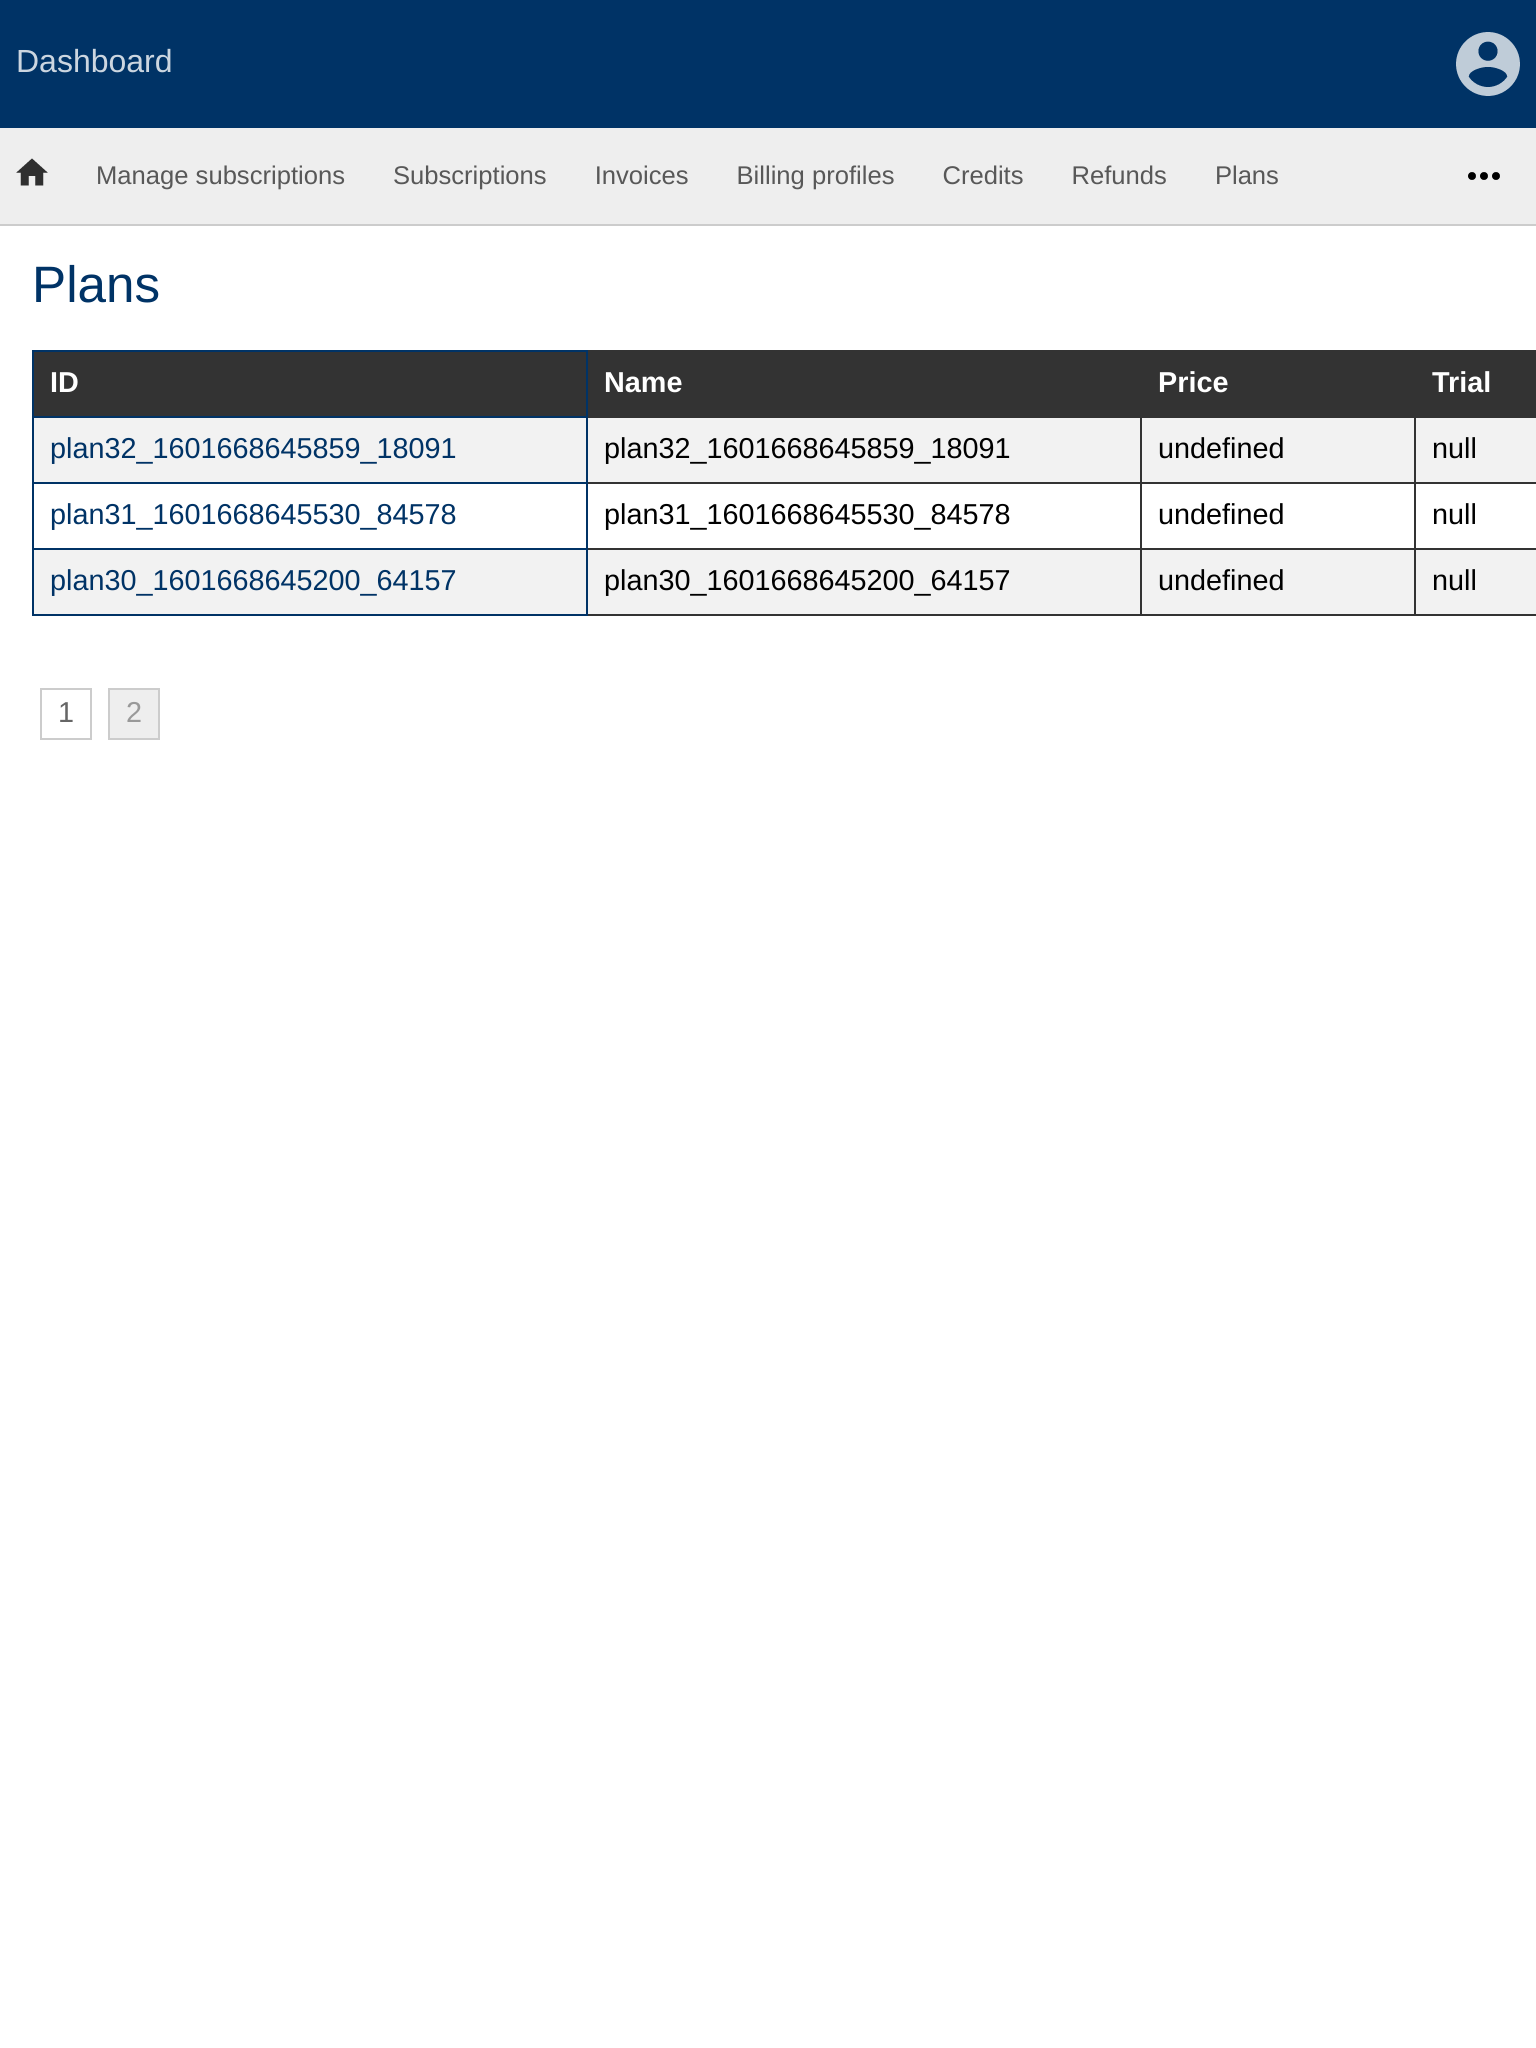 Dashboard
Manage subscriptions Subscriptions Invoices Billing profiles Credits Refunds Plans
Plans
ID Name Price Trial
plan32_1601668645859_18091 plan32_1601668645859_18091 undefined null
plan31_1601668645530_84578 plan31_1601668645530_84578 undefined null
plan30_1601668645200_64157 plan30_1601668645200_64157 undefined null
1 2